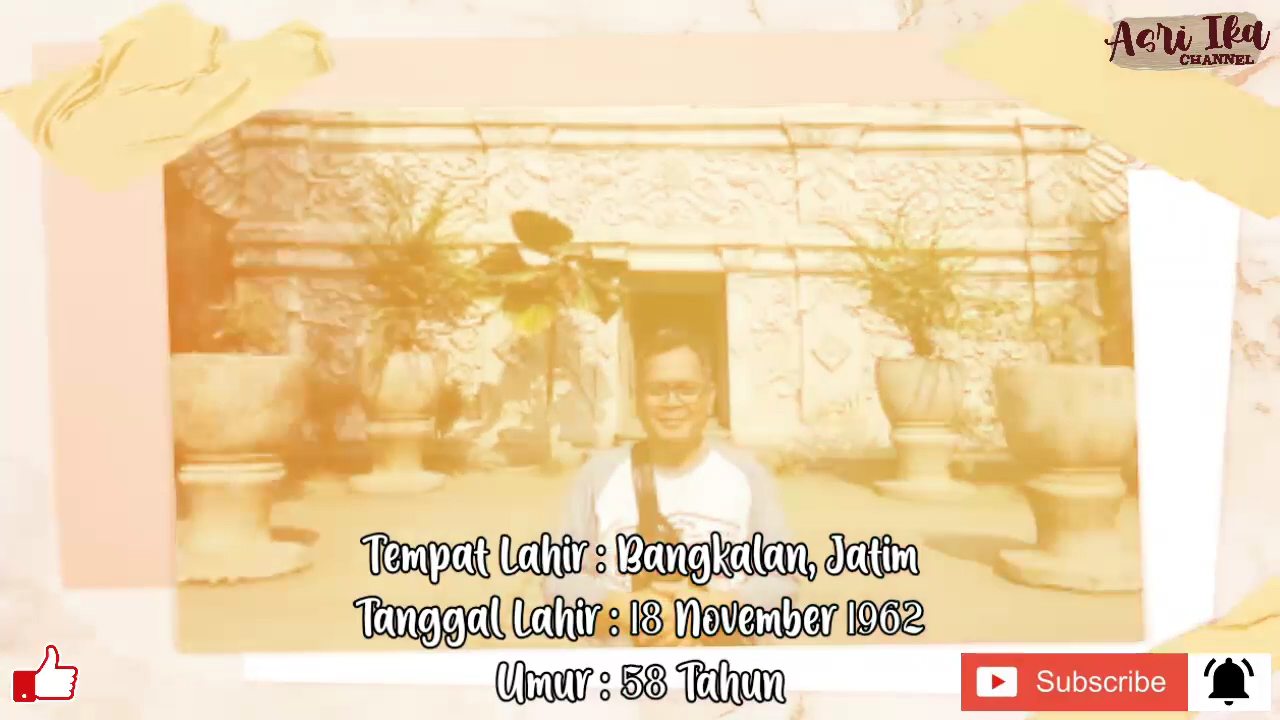 Asri Ika
CHANNEL
Tempat Lahir : Bangkalan, Jatim
Tanggal Lahir : 18 November 1962
Umur : 58 Tahun
Subscribe